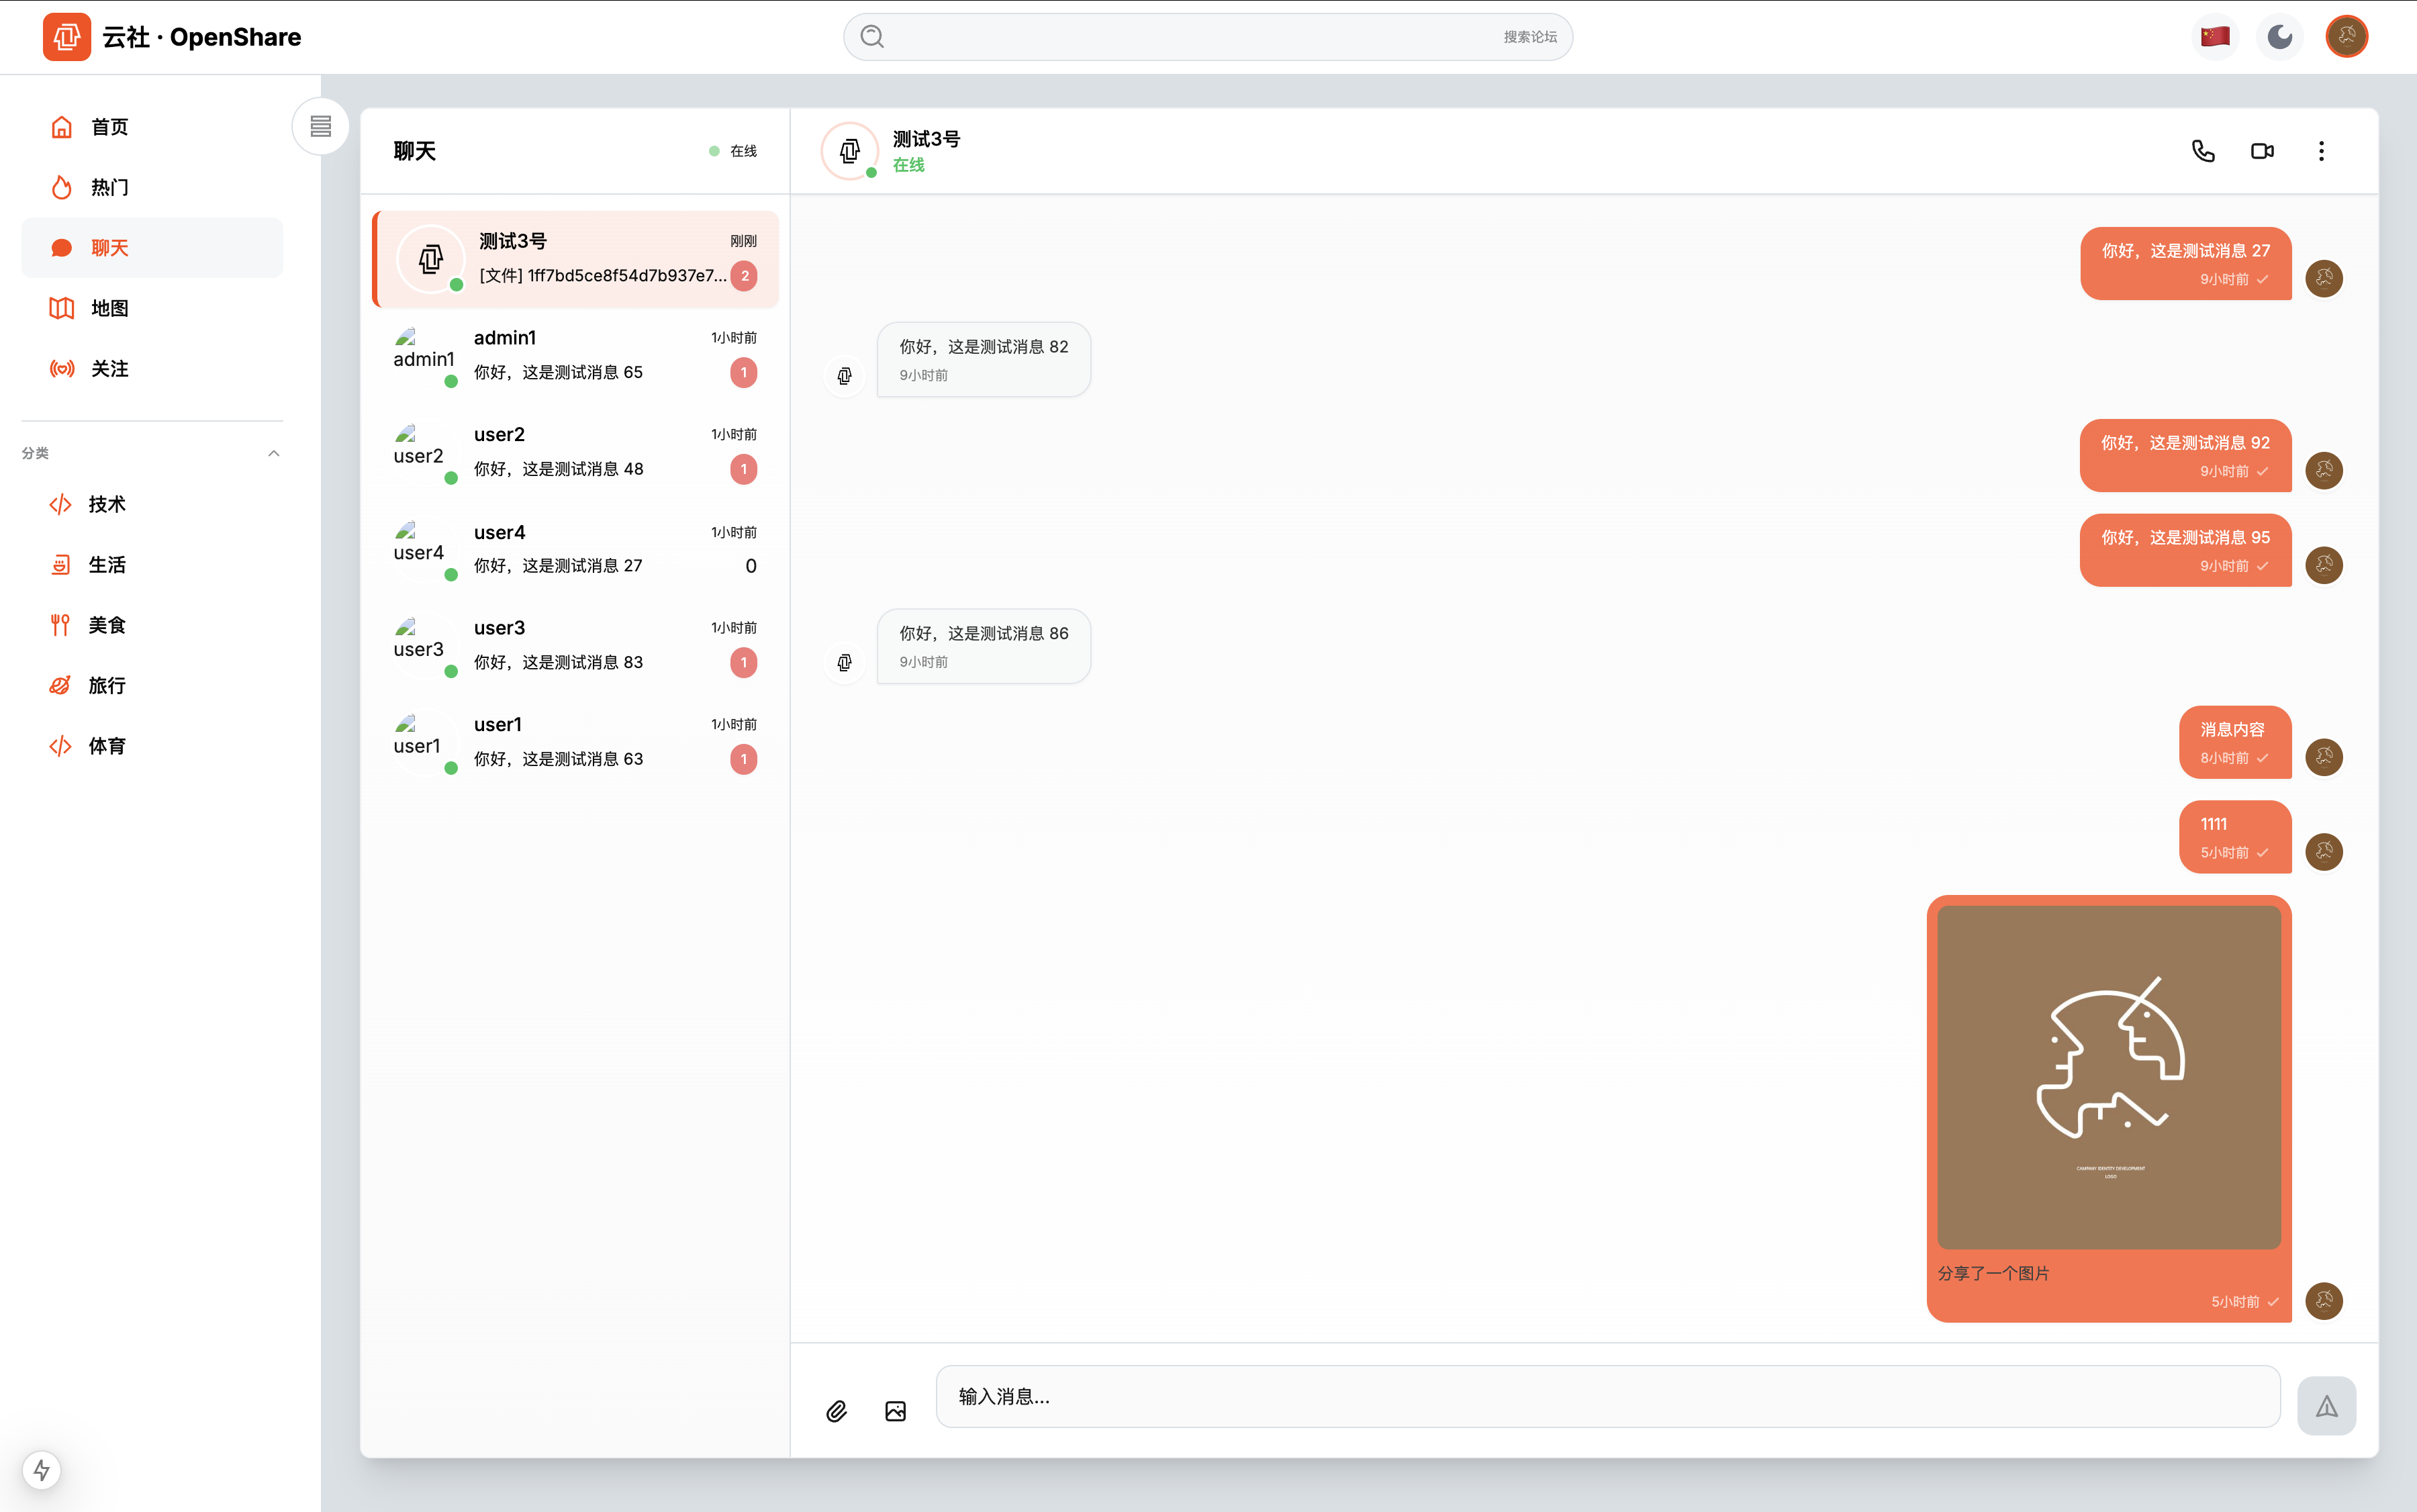 云社 · OpenShare
搜索论坛
首页
热门
聊天
地图
关注
分类
技术
生活
美食
旅行
体育
聊天
在线
测试3号
刚刚
[文件] 1ff7bd5ce8f54d7b937e7...
2
admin1
admin1
1小时前
你好，这是测试消息 65
1
user2
user2
1小时前
你好，这是测试消息 48
1
user4
user4
1小时前
你好，这是测试消息 27
0
user3
user3
1小时前
你好，这是测试消息 83
1
user1
user1
1小时前
你好，这是测试消息 63
1
测试3号
在线
你好，这是测试消息 27
9小时前
你好，这是测试消息 82
9小时前
你好，这是测试消息 92
9小时前
你好，这是测试消息 95
9小时前
你好，这是测试消息 86
9小时前
消息内容
8小时前
1111
5小时前
CAMPANY IDENTITY DEVELOPMENT
LOGO
分享了一个图片
5小时前
输入消息...